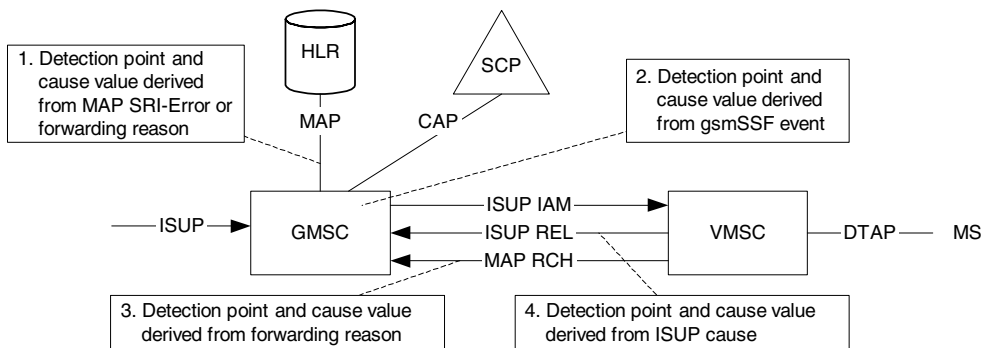 HLR
SCP
1. Detection point and
cause value derived
from MAP SRI-Error or
forwarding reason
2. Detection point and
cause value derived
from gsmSSF event
MAP
CAP
ISUP
GMSC
ISUP IAM
ISUP REL
MAP RCH
VMSC
DTAP
MS
3. Detection point and cause value
derived from forwarding reason
4. Detection point and cause value
derived from ISUP cause